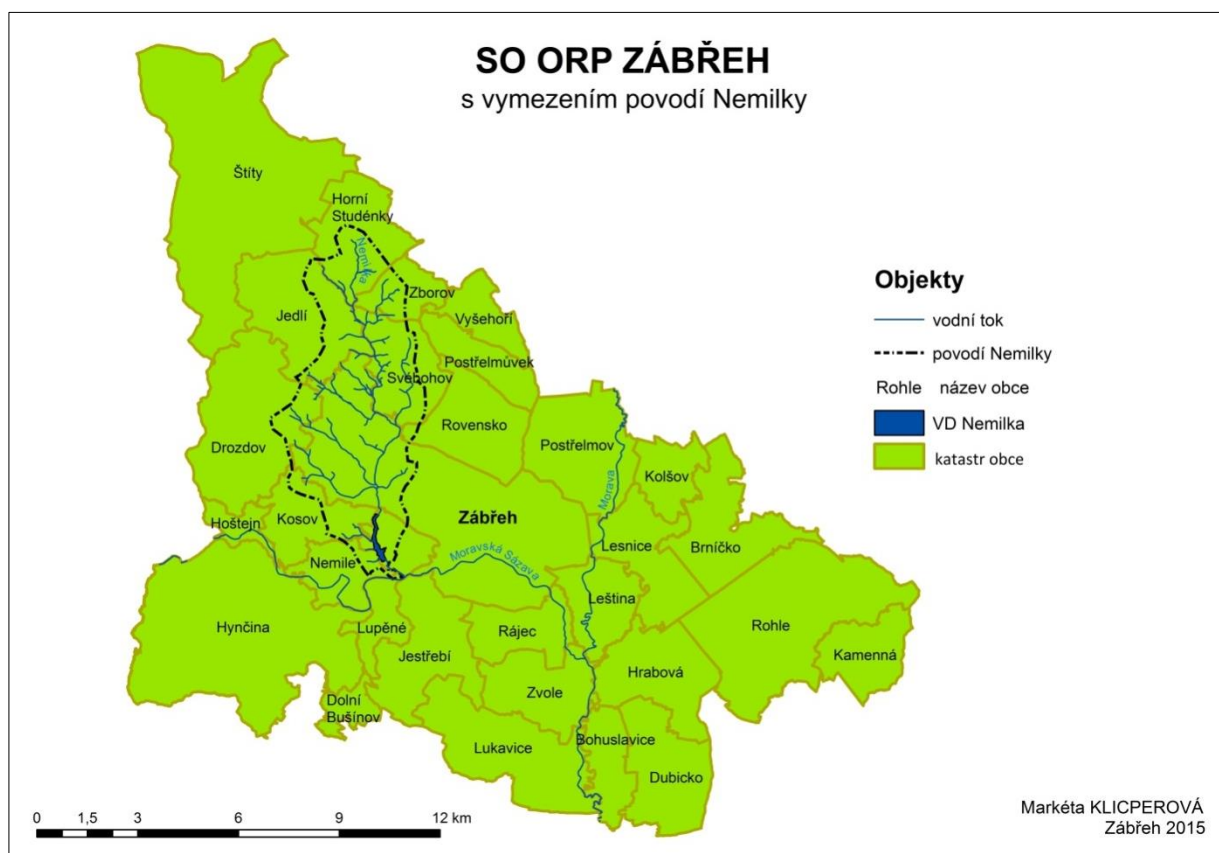 SO ORP ZÁBŘEH
s vymezením povodí Nemilky
Štíty
Horní
Studénky
Nemilka
Zborov
Jedlí
Vyšehoří
Postřelmůvek
Svébohov
Rovensko
Drozdov
Postřelmov
Kolšov
Morava
Hoštejn
Kosov
Zábřeh
Lesnice
Brníčko
Nemile
Moravská Sázava
Leština
Hynčina
Lupěné
Rájec
Rohle
Jestřebí
Kamenná
Hrabová
Zvole
Dolní
Bušínov
Lukavice
Bohuslavice
Dubicko
Objekty
vodní tok
povodí Nemilky
Rohle název obce
VD Nemilka
katastr obce
0 1,5 3 6 9 12 km
Markéta KLICPEROVÁ
Zábřeh 2015